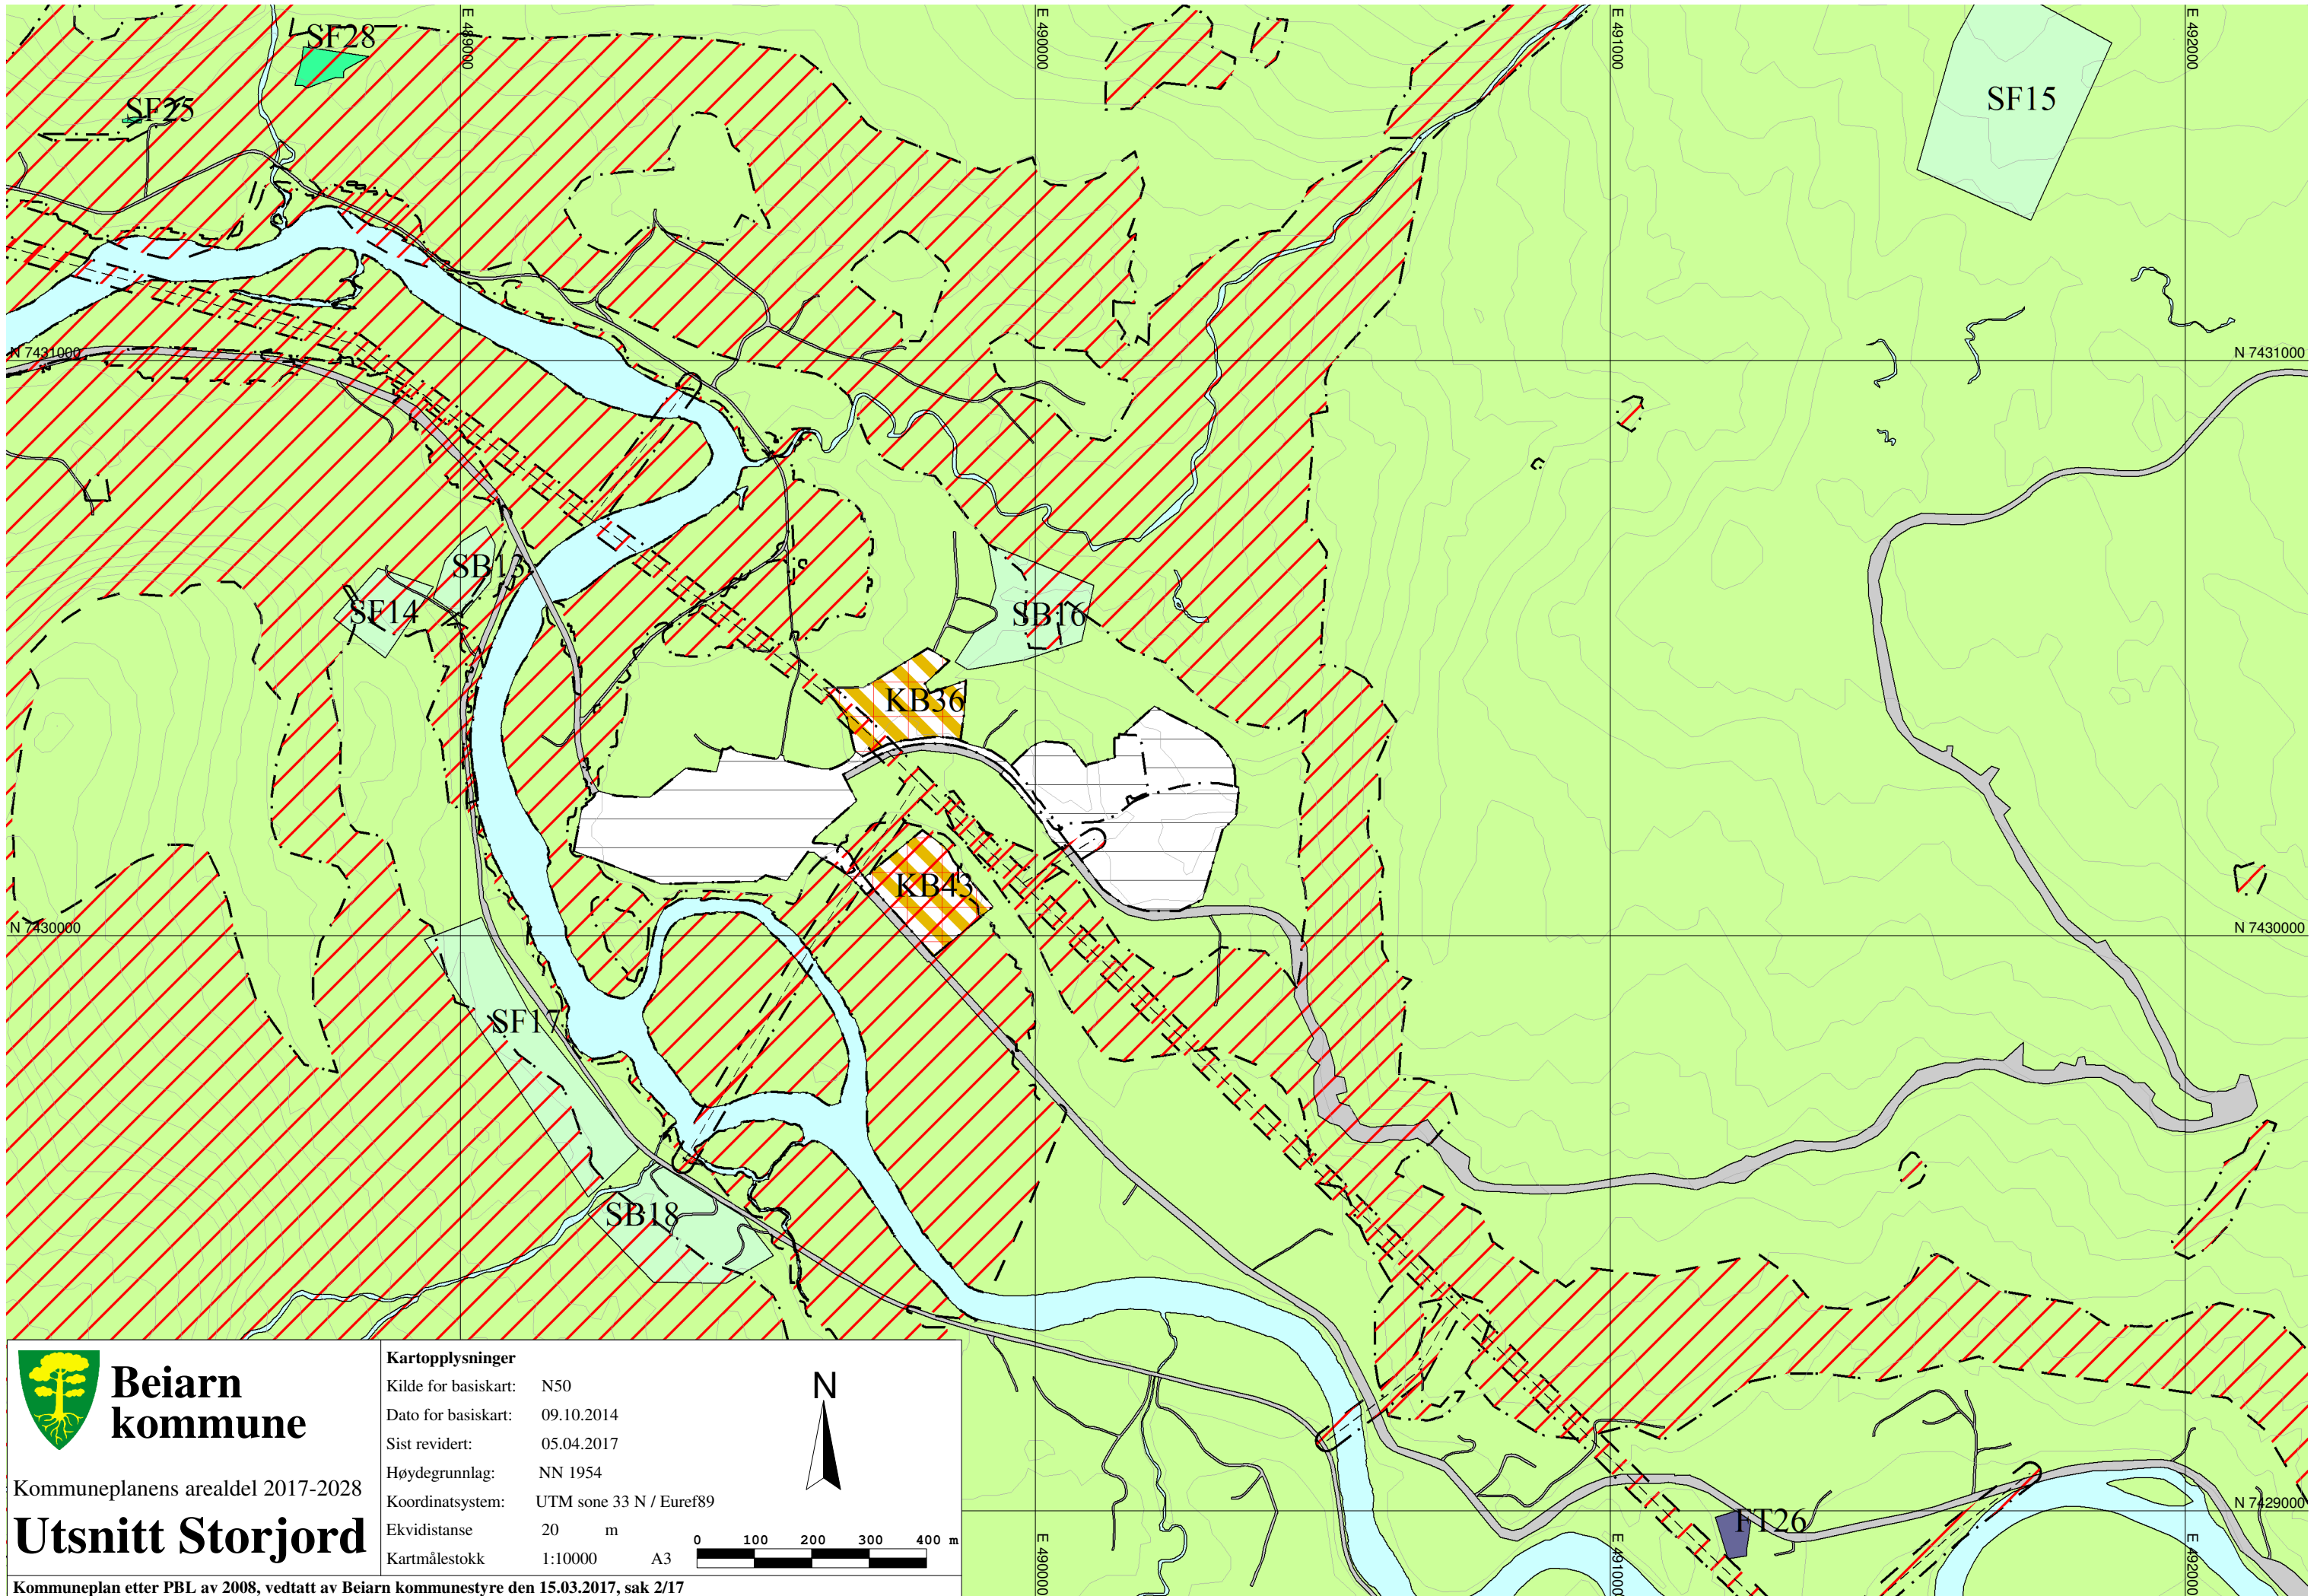 E 489000
E 490000
E 491000
E 492000
SF28
SF25
SF15
N 7431000
N 7431000
SB13
SF14
SB16
KB36
KB43
N 7430000
N 7430000
SF17
SB18
N 7429000
FT26
E 490000
E 491000
E 492000
Beiarn
kommune
Kommuneplanens arealdel 2017-2028
Utsnitt Storjord
Kartopplysninger
Kilde for basiskart: N50
Dato for basiskart: 09.10.2014
Sist revidert: 05.04.2017
Høydegrunnlag: NN 1954
Koordinatsystem: UTM sone 33 N / Euref89
Ekvidistanse 20 m
Kartmålestokk 1:10000 A3
N
0 100 200 300 400 m
Kommuneplan etter PBL av 2008, vedtatt av Beiarn kommunestyre den 15.03.2017, sak 2/17